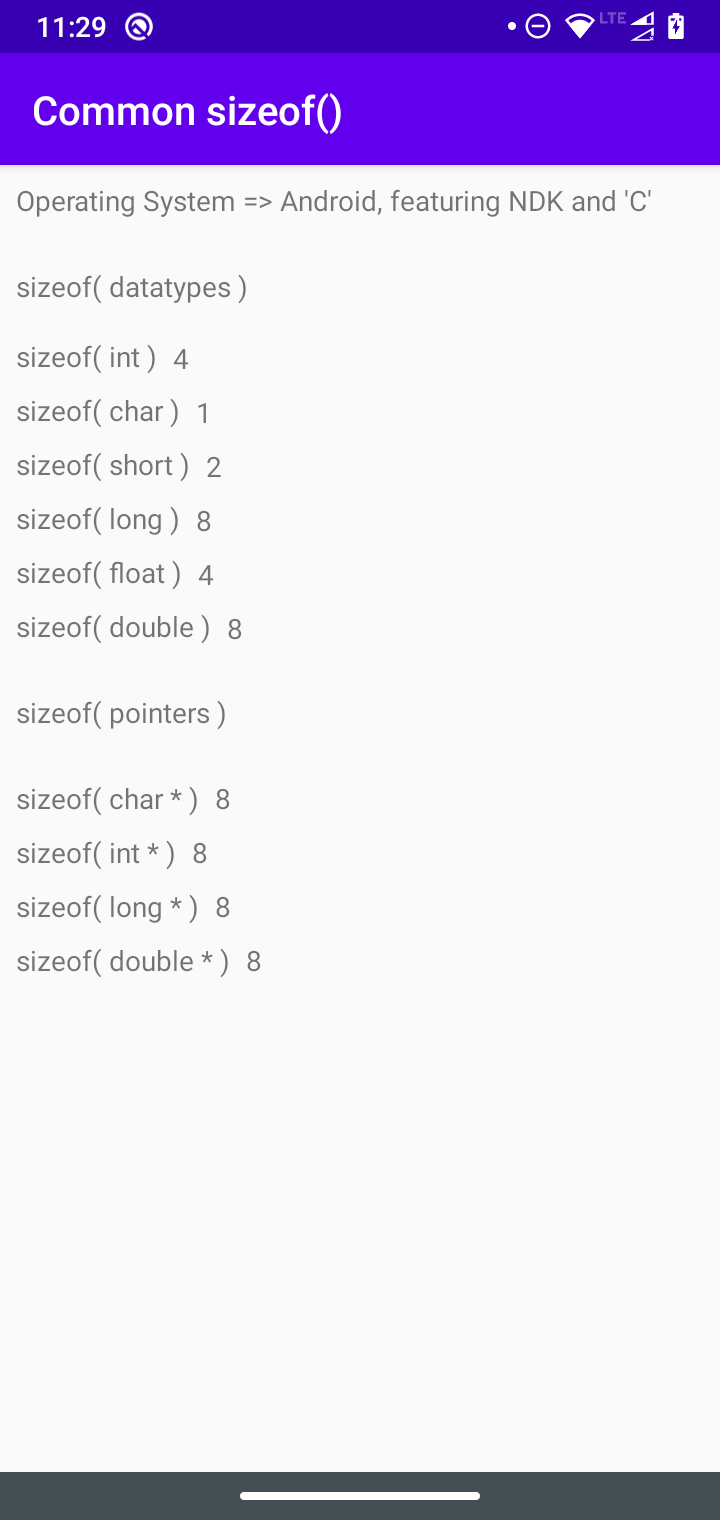 11:29
LTE
Common sizeof()
Operating System => Android, featuring NDK and 'C'
sizeof( datatypes )
sizeof( int ) 4
sizeof( char ) 1
sizeof( short ) 2
sizeof( long ) 8
sizeof( float ) 4
sizeof( double ) 8
sizeof( pointers )
sizeof( char * ) 8
sizeof( int * ) 8
sizeof( long * ) 8
sizeof( double * ) 8